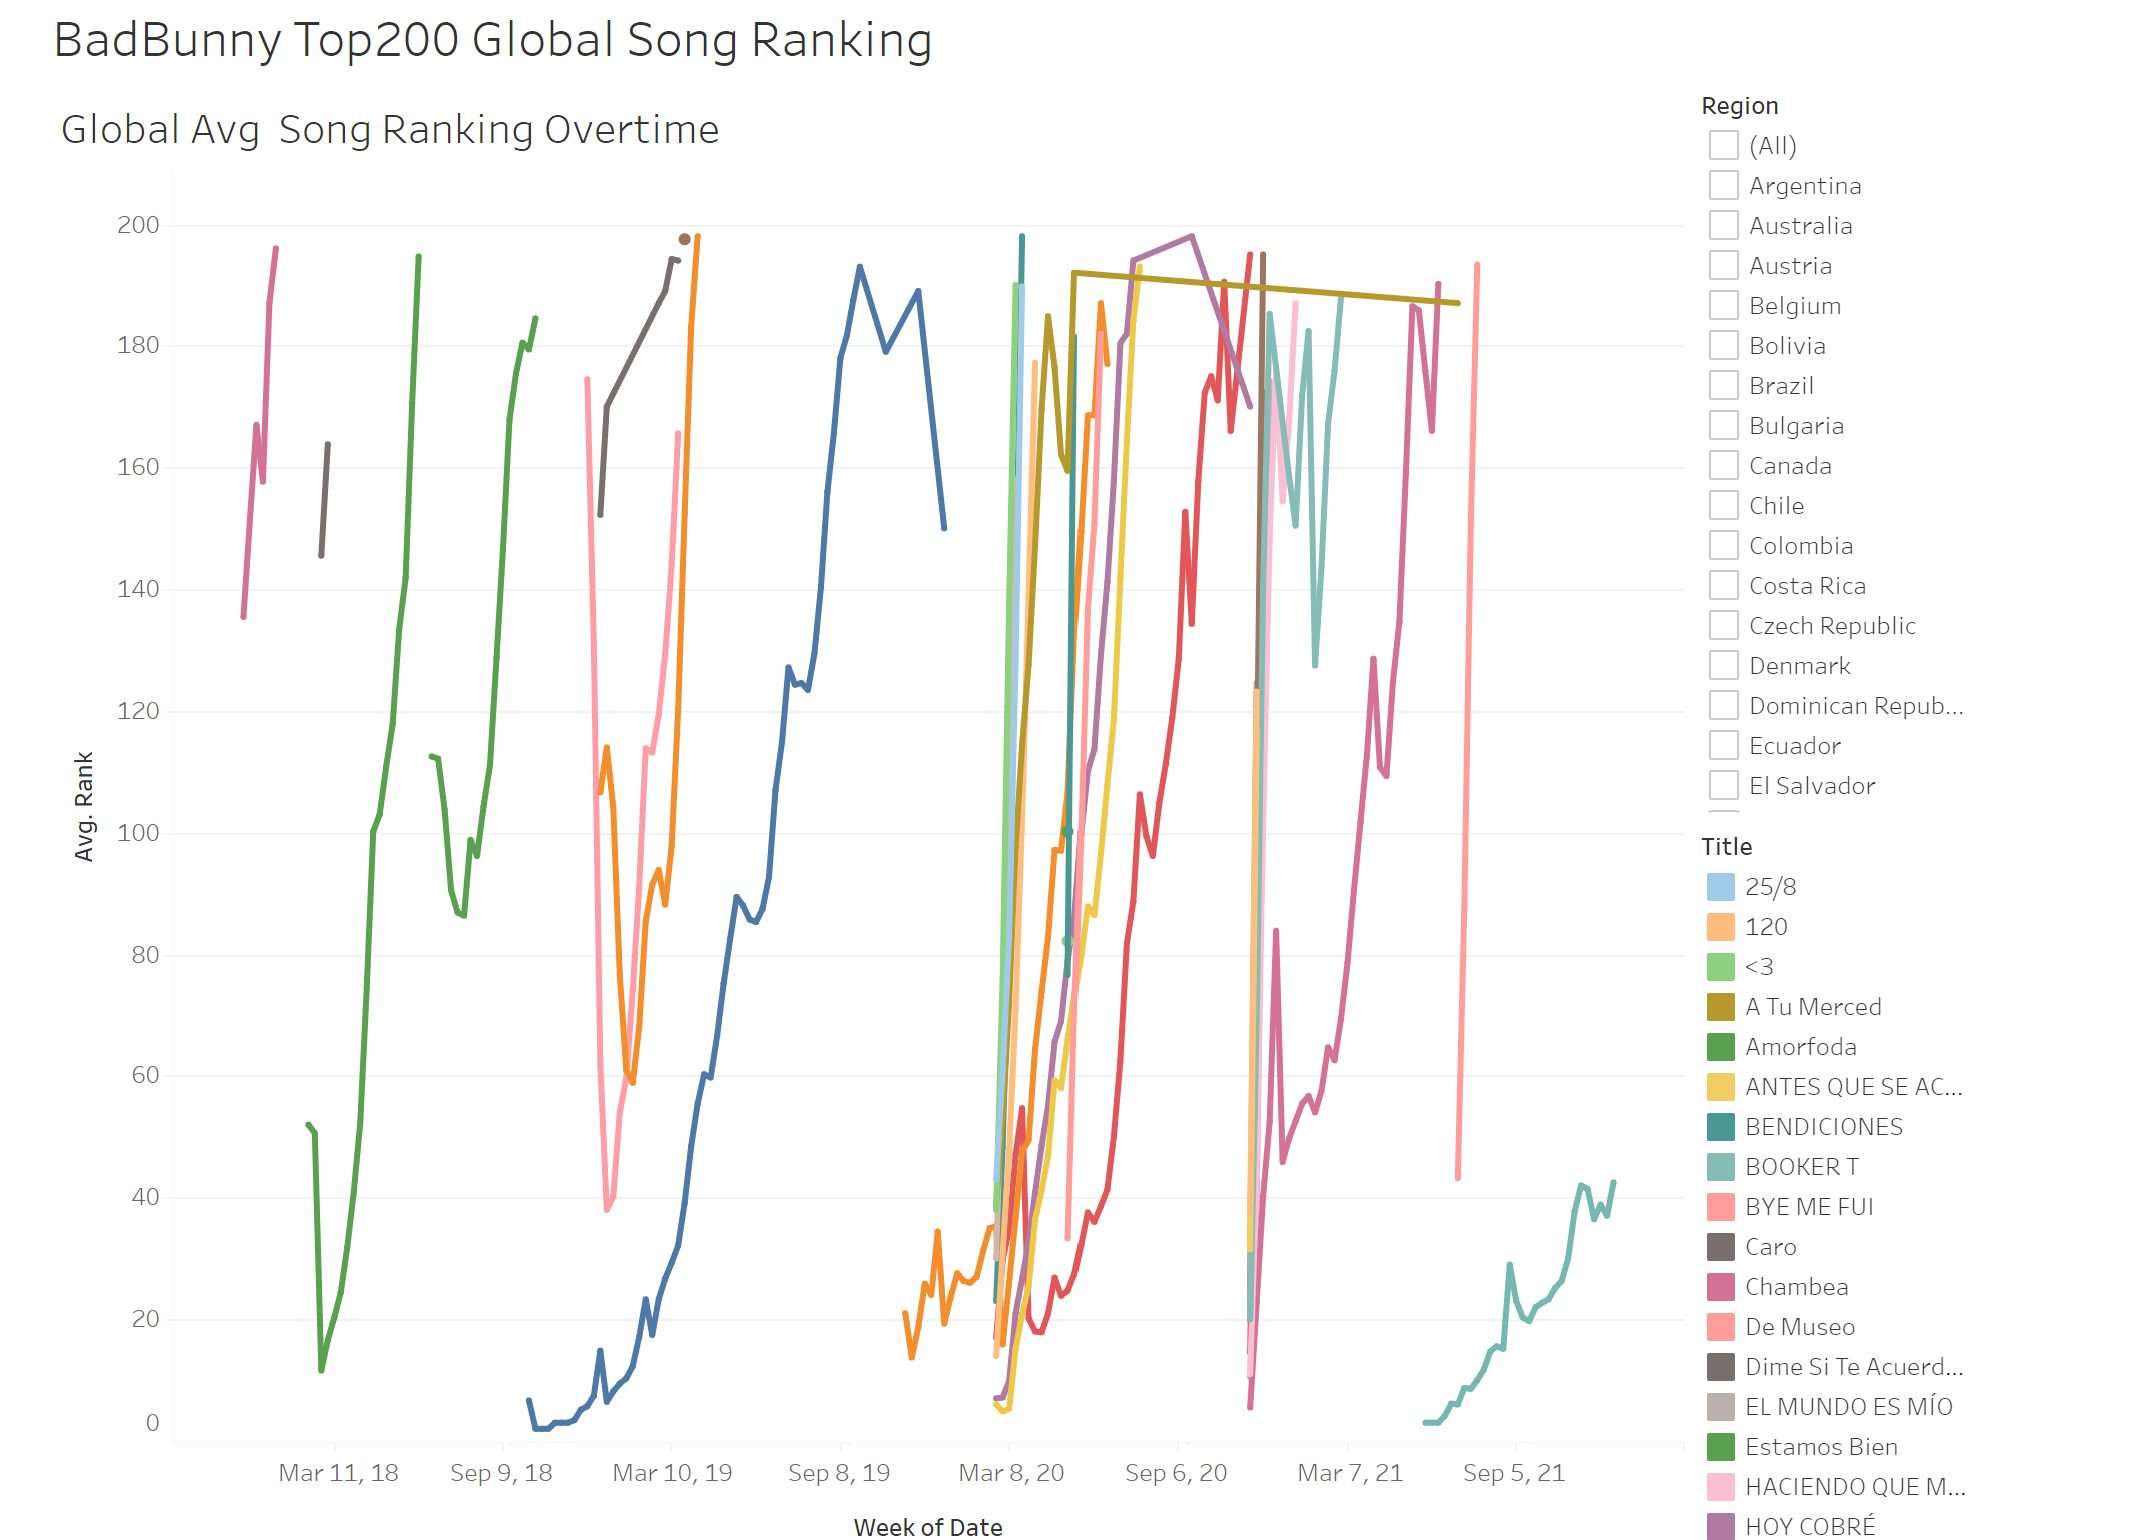 BadBunny Top200 Global Song Ranking
Global Avg Song Ranking Overtime
200
180
160
140
120
100
80
60
40
20
0
Avg. Rank
Mar 11, 18
Sep 9, 18
Mar 10, 19
Sep 8, 19
Mar 8, 20
Sep 6, 20
Mar 7, 21
Sep 5, 21
Week of Date
Region
(All)
Argentina
Australia
Austria
Belgium
Bolivia
Brazil
Bulgaria
Canada
Chile
Colombia
Costa Rica
Czech Republic
Denmark
Dominican Repub...
Ecuador
El Salvador
Title
25/8
120
<3
A Tu Merced
Amorfoda
ANTES QUE SE AC...
BENDICIONES
BOOKER T
BYE ME FUI
Caro
Chambea
De Museo
Dime Si Te Acuerd...
EL MUNDO ES MÍO
Estamos Bien
HACIENDO QUE M...
HOY COBRÉ